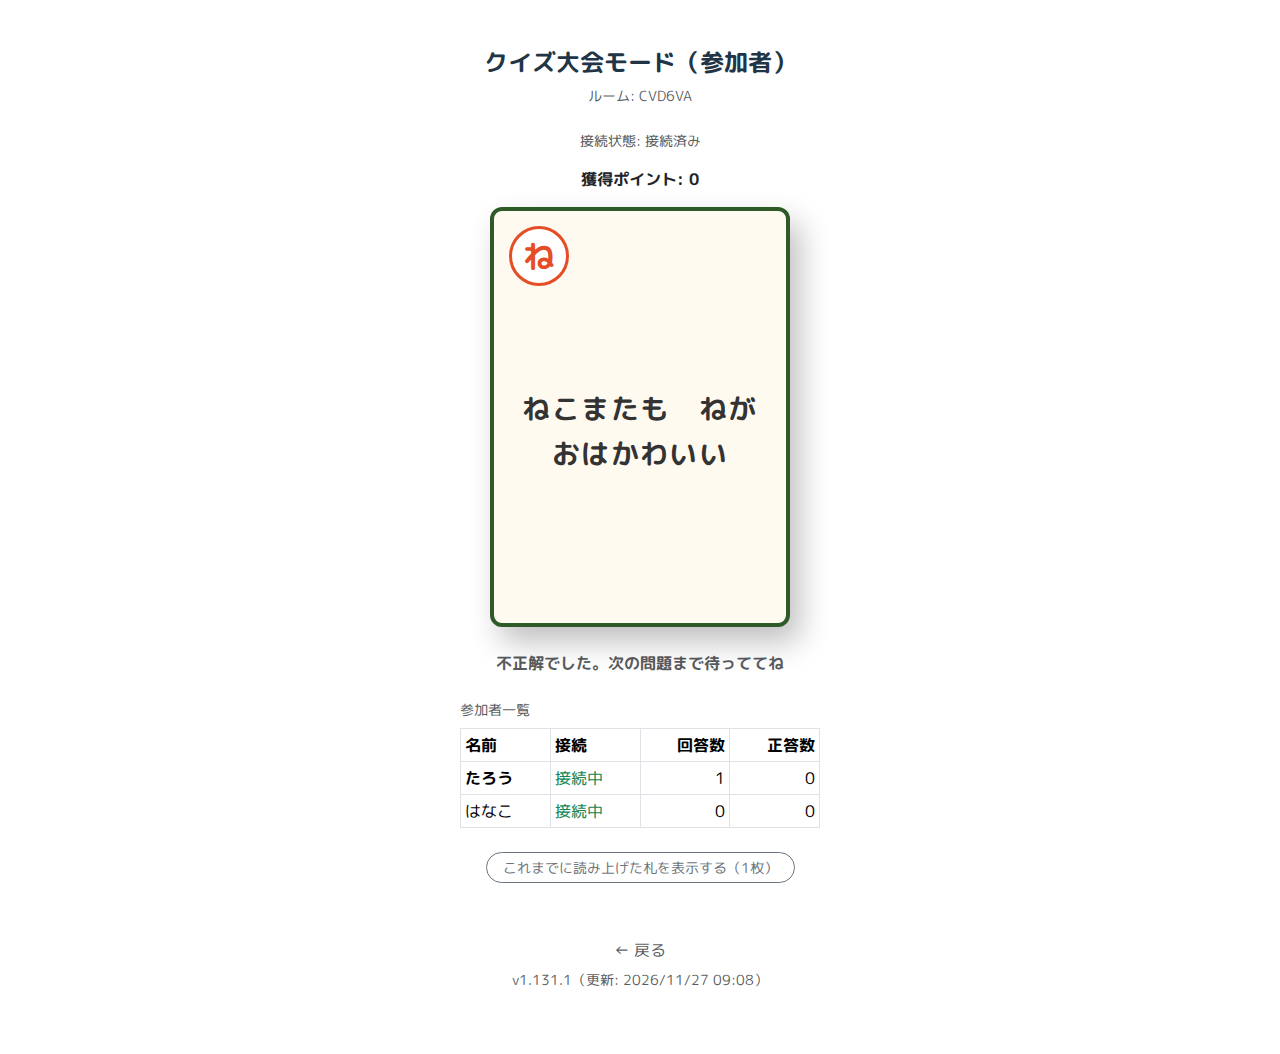 クイズ大会モード（参加者）
ルーム: CVD6VA
接続状態: 接続済み
獲得ポイント: 0
ね
ねこまたも　ねが
おはかわいい
不正解でした。次の問題まで待っててね
参加者一覧
名前 接続 回答数 正答数
たろう 接続中 1 0
はなこ 接続中 0 0
これまでに読み上げた札を表示する（1枚）
← 戻る
v1.131.1（更新: 2026/11/27 09:08）